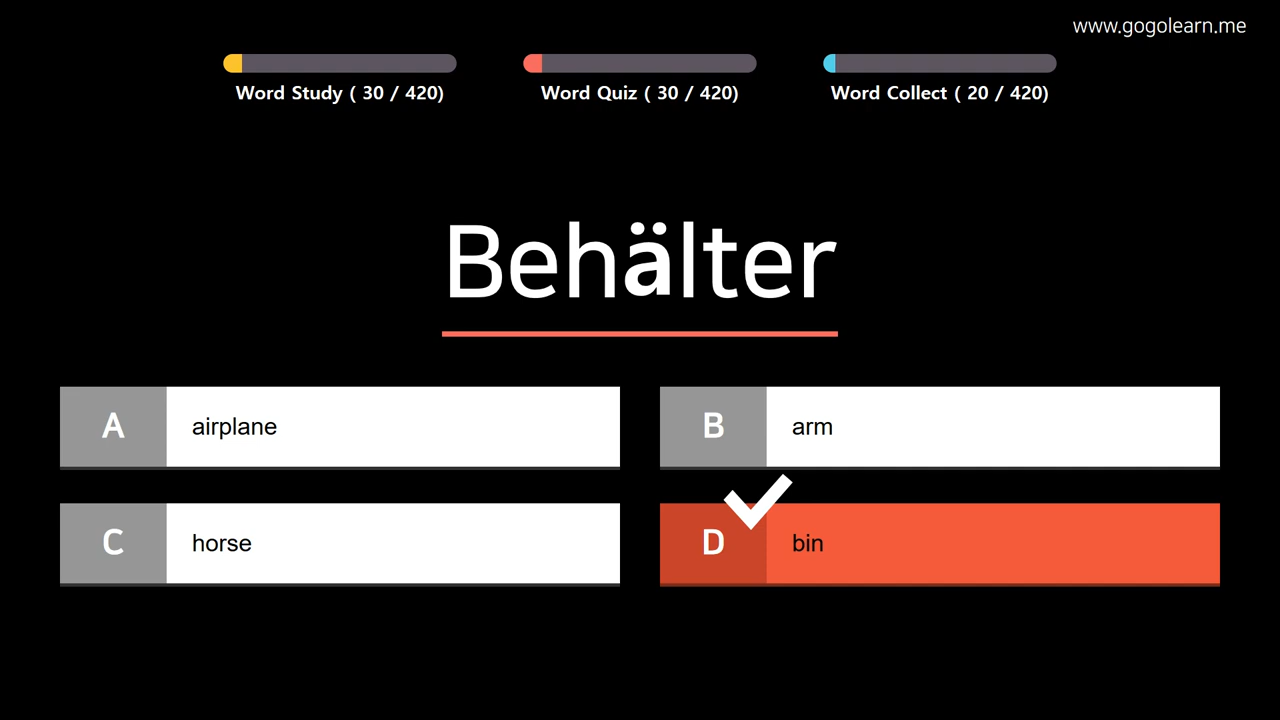 www.gogolearn.me
Word Study ( 30 / 420)
Word Quiz ( 30 / 420)
Word Collect ( 20 / 420)
Behälter
A airplane
B arm
C horse
D bin